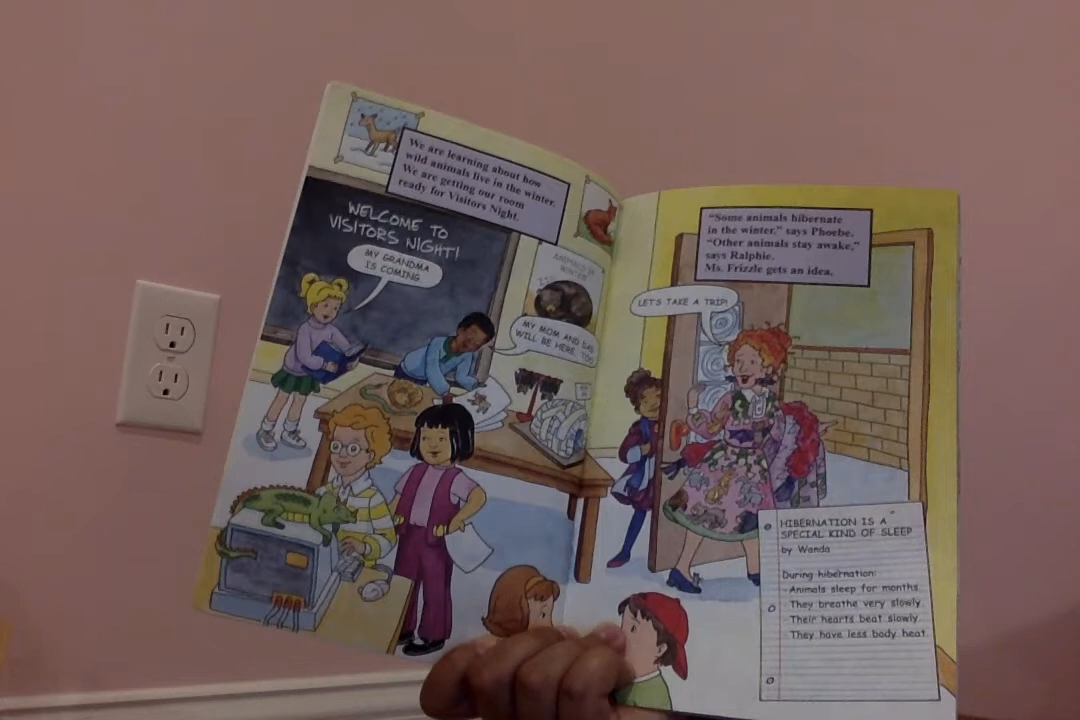 We are learning about how
wild animals live in the winter.
We are getting our room
ready for Visitors Night.
WELCOME TO
VISITORS NIGHT!
MY GRANDMA
IS COMING.
ANIMALS IN
WINTER
MY MOM AND DAD
WILL BE HERE, TOO.
"Some animals hibernate
in the winter," says Phoebe.
"Other animals stay awake,"
says Ralphie.
Ms. Frizzle gets an idea.
LET'S TAKE A TRIP!
HIBERNATION IS A
SPECIAL KIND OF SLEEP
by Wanda
During hibernation:
- Animals sleep for months.
- They breathe very slowly.
- Their hearts beat slowly.
- They have less body heat.